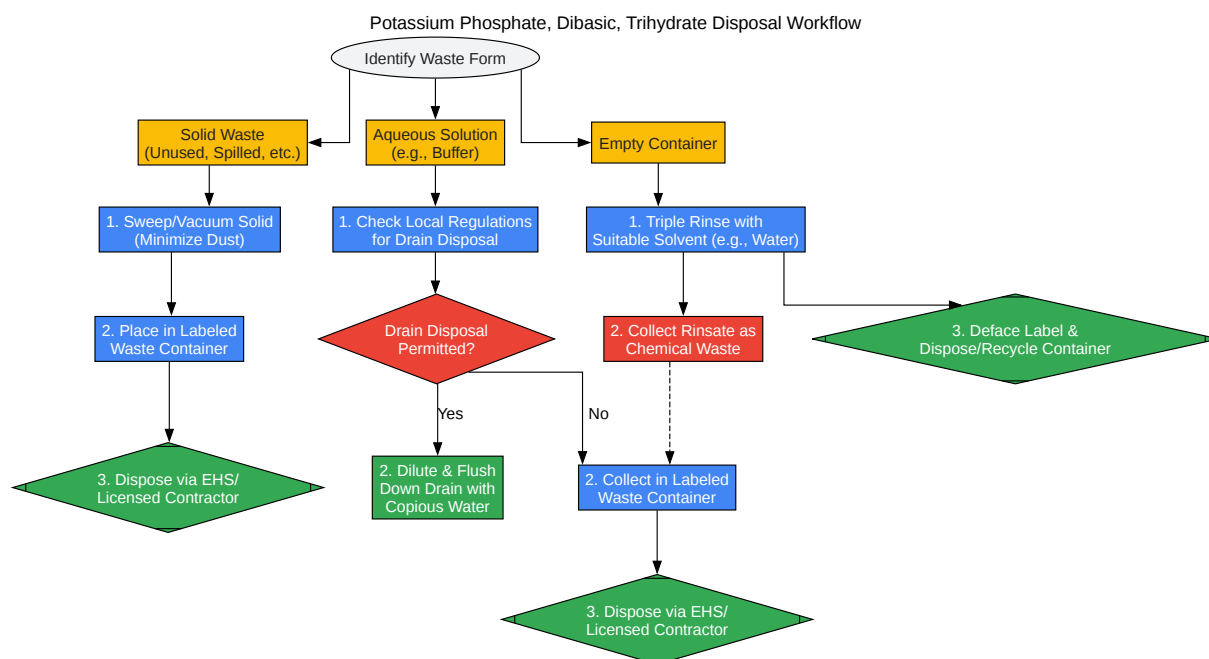 Potassium Phosphate, Dibasic, Trihydrate Disposal Workflow
Identify Waste Form
Solid Waste
(Unused, Spilled, etc.)
Aqueous Solution
(e.g., Buffer)
Empty Container
1. Sweep/Vacuum Solid
(Minimize Dust)
1. Check Local Regulations
for Drain Disposal
1. Triple Rinse with
Suitable Solvent (e.g., Water)
2. Place in Labeled
Waste Container
Drain Disposal
Permitted?
2. Collect Rinsate as
Chemical Waste
3. Deface Label &
Dispose/Recycle Container
Yes
No
3. Dispose via EHS/
Licensed Contractor
2. Dilute & Flush
Down Drain with
Copious Water
2. Collect in Labeled
Waste Container
3. Dispose via EHS/
Licensed Contractor